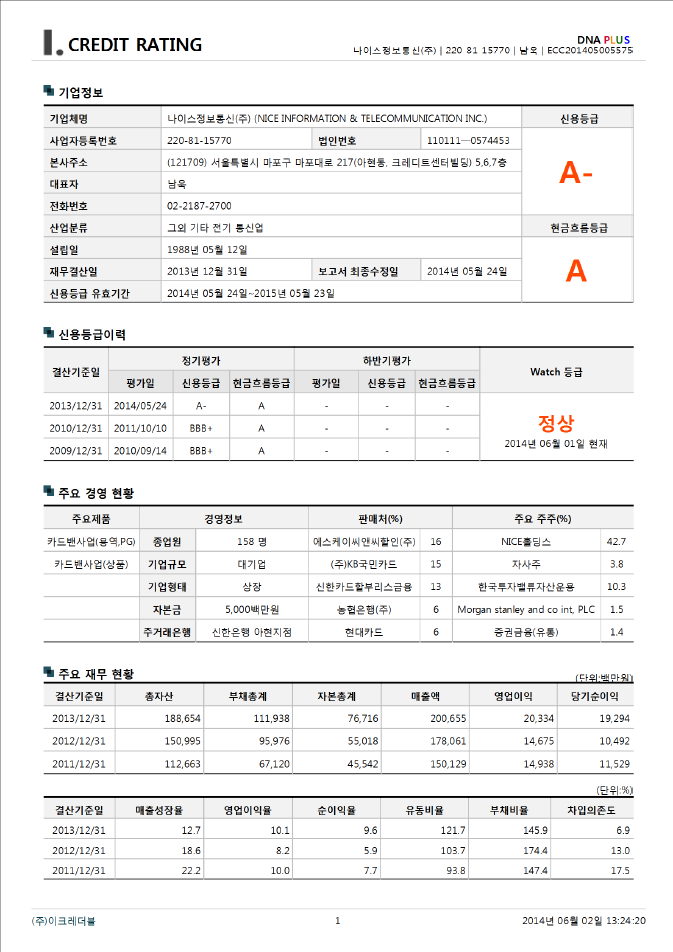 I. CREDIT RATING
DNA PLUS
나이스정보통신(주) | 220-81-15770 | 남욱 | ECC201405005575
기업정보
기업체명 나이스정보통신(주) (NICE INFORMATION & TELECOMMUNICATION INC.) 신용등급
사업자등록번호 220-81-15770 법인번호 110111—0574453
본사주소 (121709) 서울특별시 마포구 마포대로 217(아현동, 크레디트센터빌딩) 5,6,7층
A-
대표자 남욱
전화번호 02-2187-2700
산업분류 그외 기타 전기 통신업 현금흐름등급
설립일 1988년 05월 12일
재무결산일 2013년 12월 31일 보고서 최종수정일 2014년 05월 24일
A
신용등급 유효기간 2014년 05월 24일~2015년 05월 23일
신용등급이력
결산기준일 정기평가 하반기평가 Watch 등급
평가일 신용등급 현금흐름등급 평가일 신용등급 현금흐름등급
2013/12/31 2014/05/24 A- A - - -
2010/12/31 2011/10/10 BBB+ A - - -
2009/12/31 2010/09/14 BBB+ A - - -
정상
2014년 06월 01일 현재
주요 경영 현황
주요제품 경영정보 판매처(%) 주요 주주(%)
카드밴사업(용역,PG) 종업원 158 명 에스케이씨앤씨할인(주) 16 NICE홀딩스 42.7
카드밴사업(상품) 기업규모 대기업 (주)KB국민카드 15 자사주 3.8
기업형태 상장 신한카드할부리스금융 13 한국투자밸류자산운용 10.3
자본금 5,000백만원 농협은행(주) 6 Morgan stanley and co int, PLC 1.5
주거래은행 신한은행 아현지점 현대카드 6 증권금융(유통) 1.4
주요 재무 현황
(단위:백만원)
결산기준일 총자산 부채총계 자본총계 매출액 영업이익 당기순이익
2013/12/31 188,654 111,938 76,716 200,655 20,334 19,294
2012/12/31 150,995 95,976 55,018 178,061 14,675 10,492
2011/12/31 112,663 67,120 45,542 150,129 14,938 11,529
(단위:%)
결산기준일 매출성장율 영업이익율 순이익율 유동비율 부채비율 차입의존도
2013/12/31 12.7 10.1 9.6 121.7 145.9 6.9
2012/12/31 18.6 8.2 5.9 103.7 174.4 13.0
2011/12/31 22.2 10.0 7.7 93.8 147.4 17.5
(주)이크레더블 1 2014년 06월 02일 13:24:20